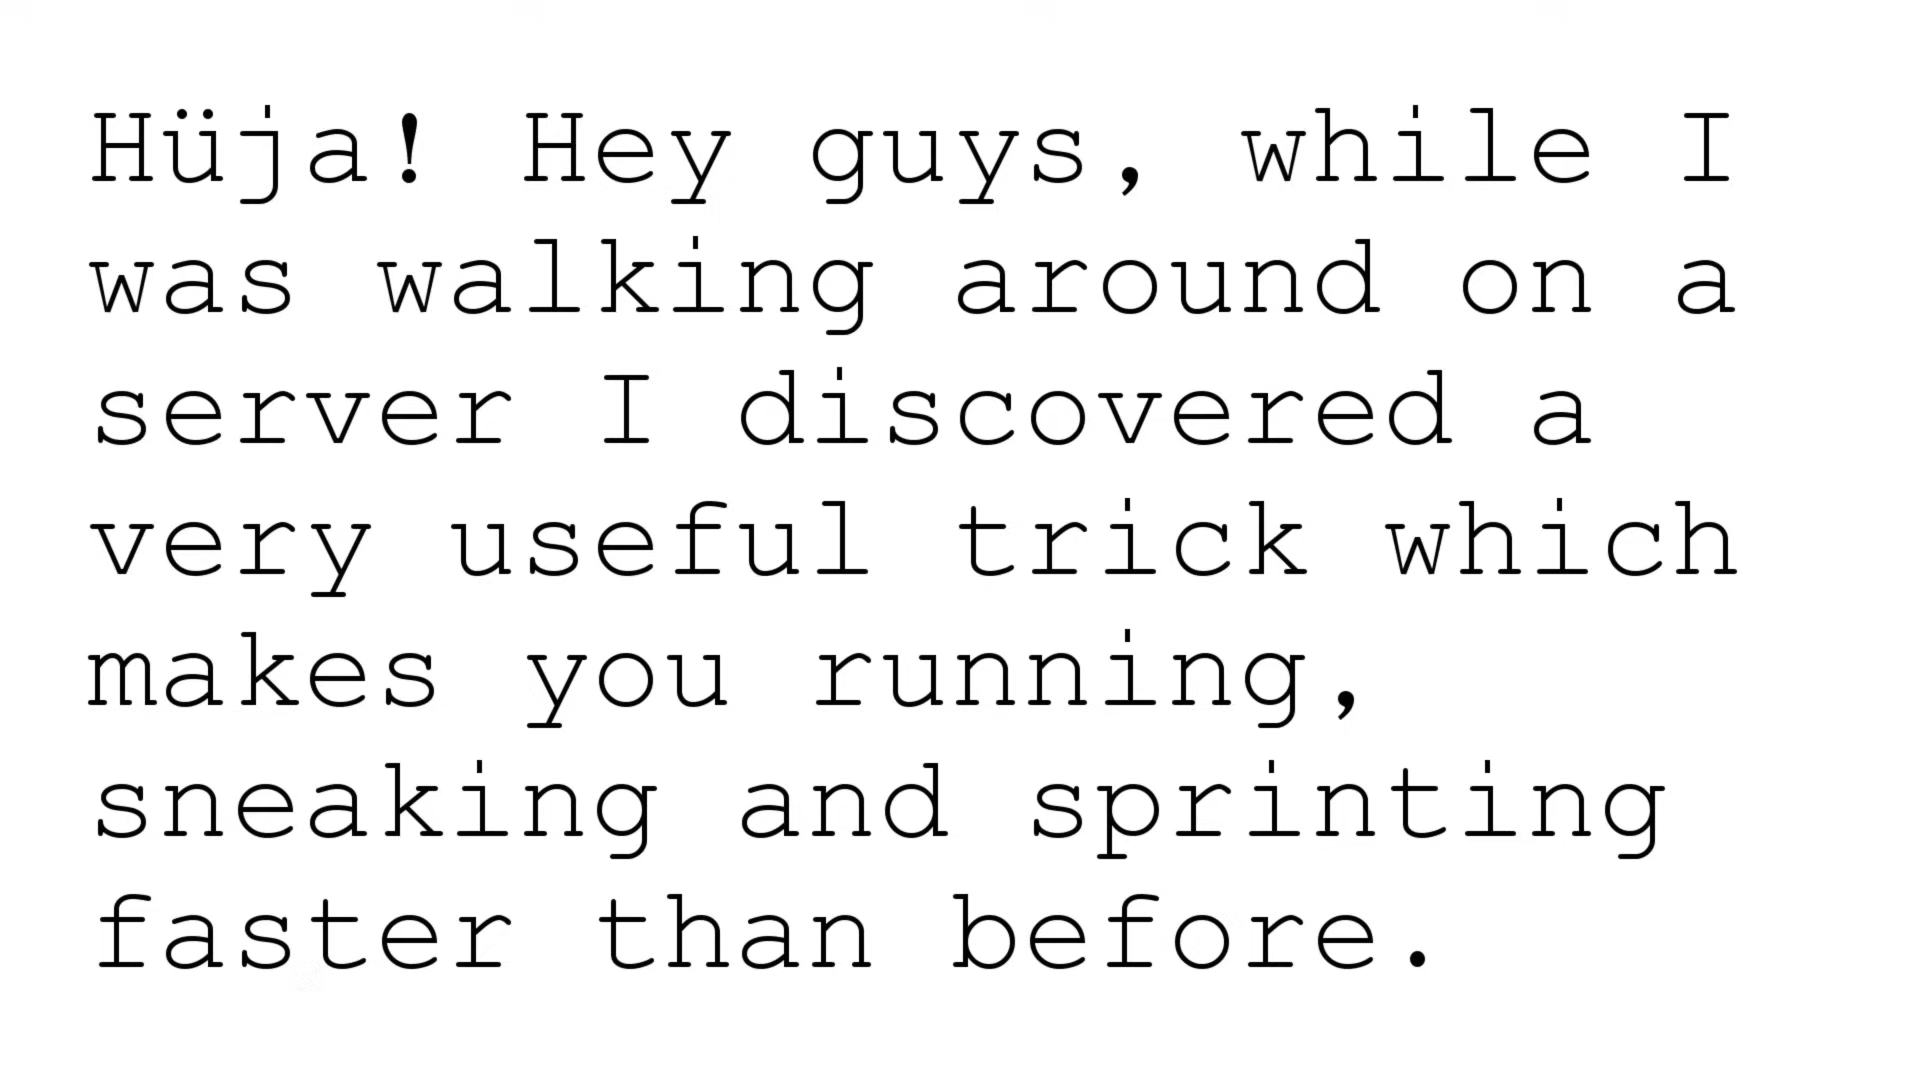 Hüja! Hey guys, while I
was walking around on a
server I discovered a
very useful trick which
makes you running,
sneaking and sprinting
faster than before.